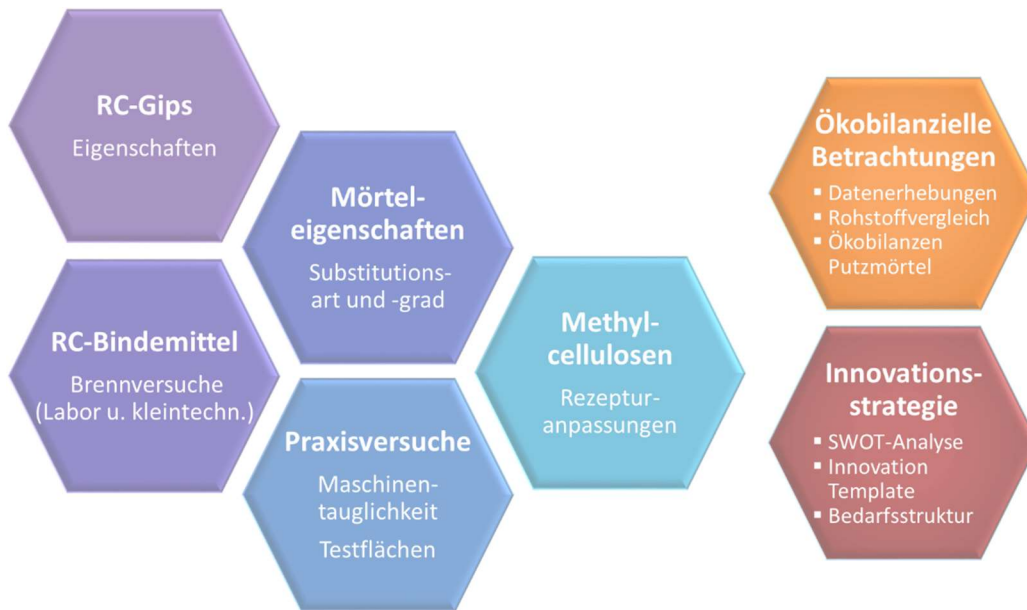 RC-Gips
Eigenschaften
RC-Bindemittel
Brennversuche
(Labor u. kleintechn.)
Mörtel-
eigenschaften
Substitutions-
art und -grad
Praxisversuche
Maschinen-
tauglichkeit
Testflächen
Methyl-
cellulosen
Rezeptur-
anpassungen
Ökobilanzielle
Betrachtungen
▪ Datenerhebungen
▪ Rohstoffvergleich
▪ Ökobilanzen
Putzmörtel
Innovations-
strategie
▪ SWOT-Analyse
▪ Innovation
Template
▪ Bedarfsstruktur